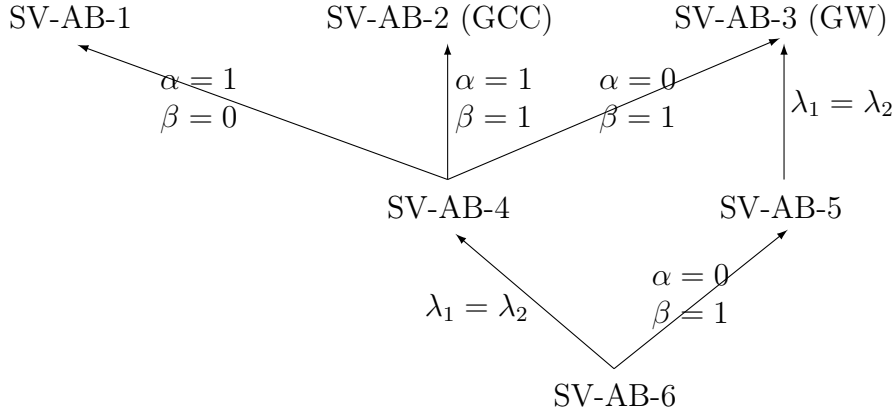 SV-AB-1
SV-AB-2 (GCC)
SV-AB-3 (GW)
α = 1
β = 0
α = 1
β = 1
α = 0
β = 1
λ₁ = λ₂
SV-AB-4
SV-AB-5
λ₁ = λ₂
α = 0
β = 1
SV-AB-6